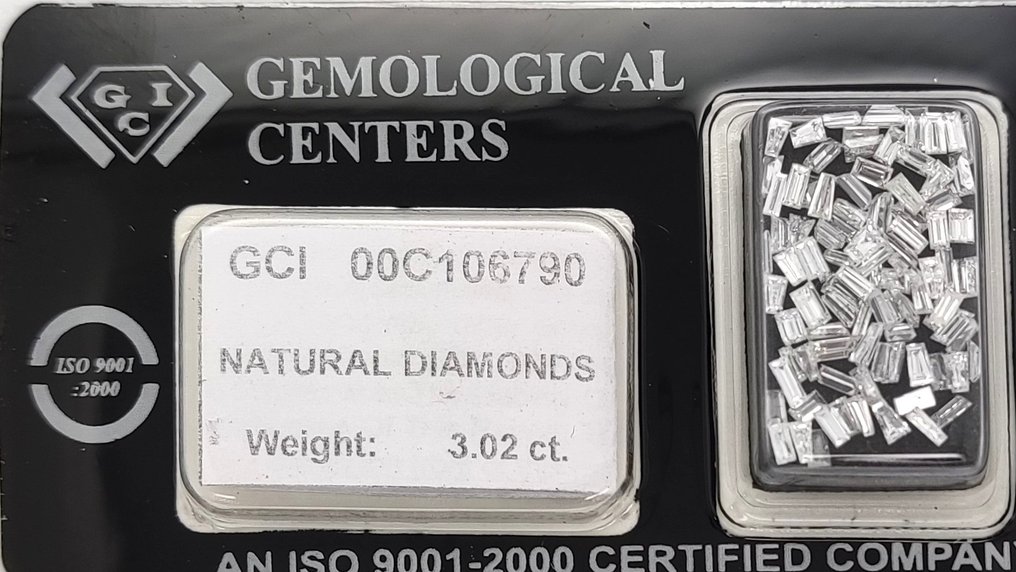 G I
C
GEMOLOGICAL
CENTERS
GCI 00C106790
NATURAL DIAMONDS
Weight: 3.02 ct.
ISO 9001
:2000
AN ISO 9001-2000 CERTIFIED COMPANY